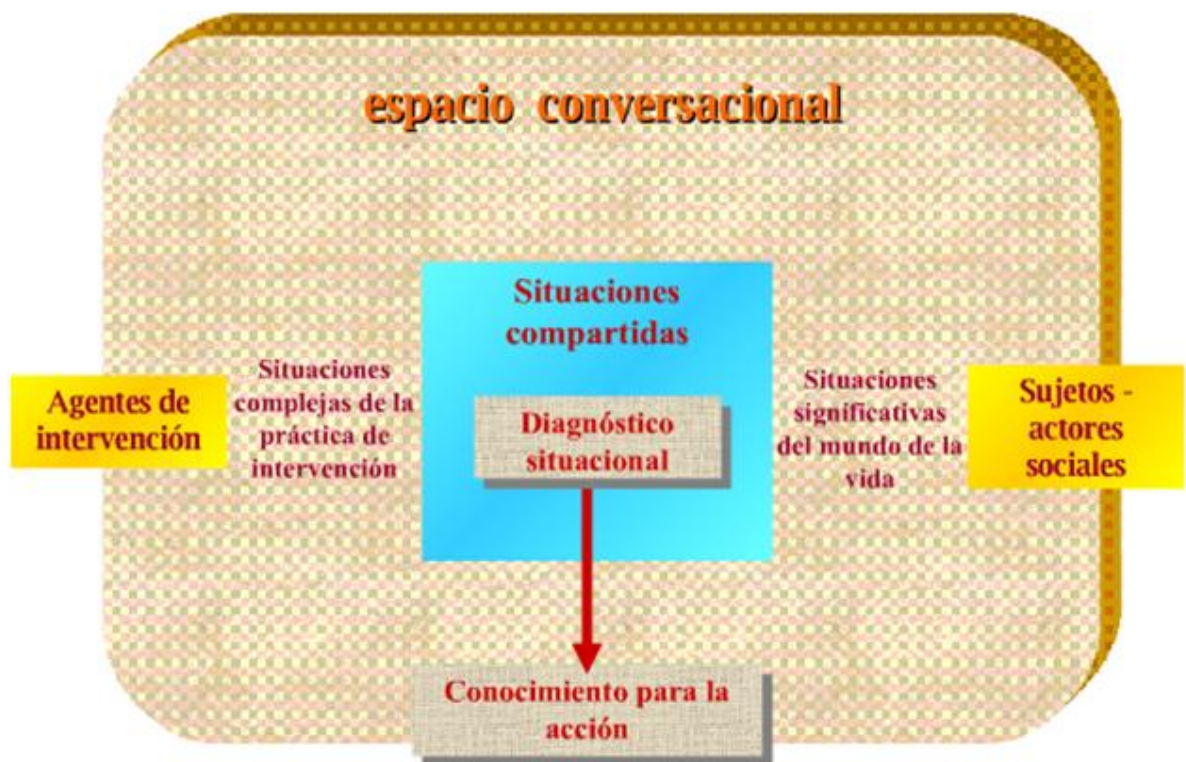 espacio conversacional
Agentes de
intervención
Situaciones
complejas de la
práctica de
intervención
Situaciones
compartidas
Diagnóstico
situacional
Situaciones
significativas
del mundo de la
vida
Sujetos -
actores
sociales
Conocimiento para la
acción